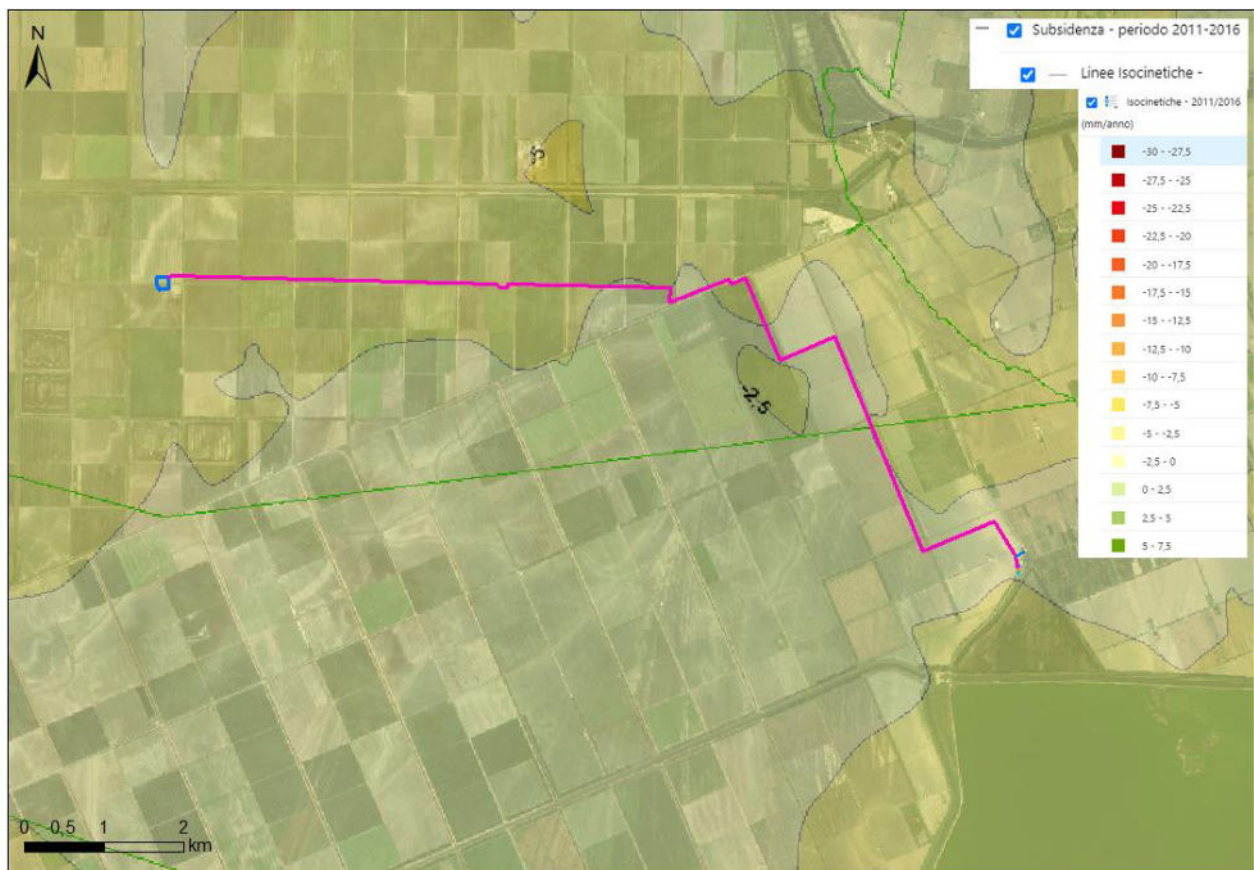 N
Subsidenza - periodo 2011-2016
Linee Isocinetiche -
Isocinetiche - 2011/2016
(mm/anno)
-30 - -27,5
-27,5 - -25
-25 - -22,5
-22,5 - -20
-20 - -17,5
-17,5 - -15
-15 - -12,5
-12,5 - -10
-10 - -7,5
-7,5 - -5
-5 - -2,5
-2,5 - 0
0 - 2,5
2,5 - 5
5 - 7,5
-5
-2,5
0 0,5 1 2
km